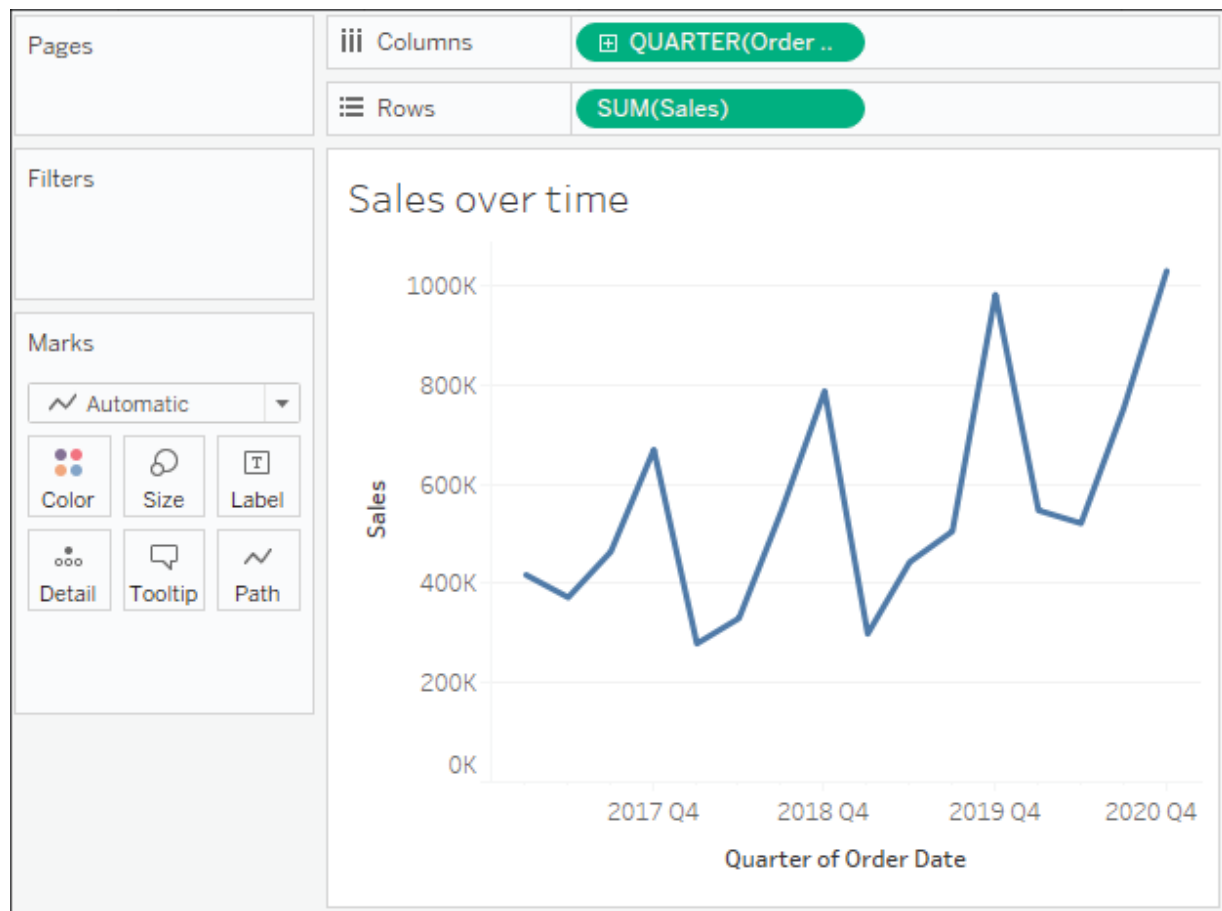 Pages
Columns
QUARTER(Order ..
Rows
SUM(Sales)
Filters
Marks
Automatic
Color
Size
T
Label
Detail
Tooltip
Path
Sales over time
1000K
800K
600K
400K
200K
0K
Sales
2017 Q4
2018 Q4
2019 Q4
2020 Q4
Quarter of Order Date